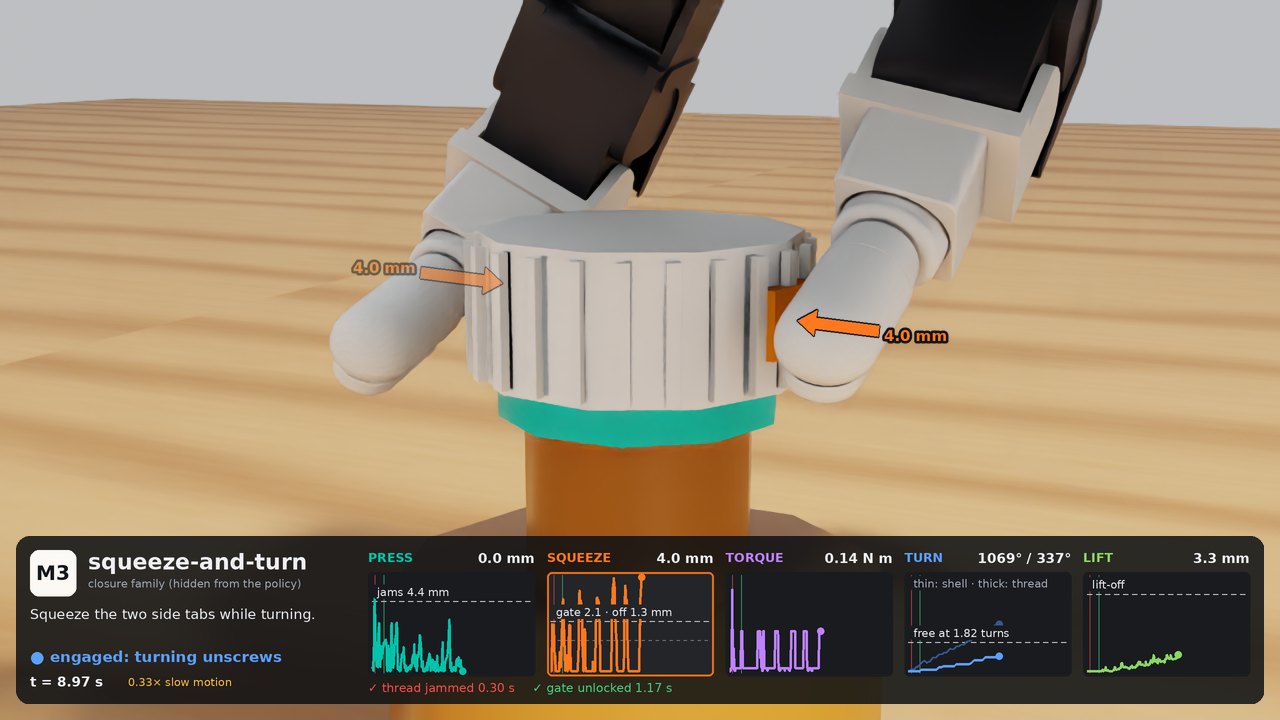 4.0 mm
4.0 mm
M3
squeeze-and-turn
closure family (hidden from the policy)
Squeeze the two side tabs while turning.
engaged: turning unscrews
t = 8.97 s 0.33× slow motion
PRESS 0.0 mm
jams 4.4 mm
SQUEEZE 4.0 mm
gate 2.1 · off 1.3 mm
TORQUE 0.14 N m
TURN 1069° / 337°
thin: shell · thick: thread
free at 1.82 turns
LIFT 3.3 mm
lift-off
✓ thread jammed 0.30 s ✓ gate unlocked 1.17 s